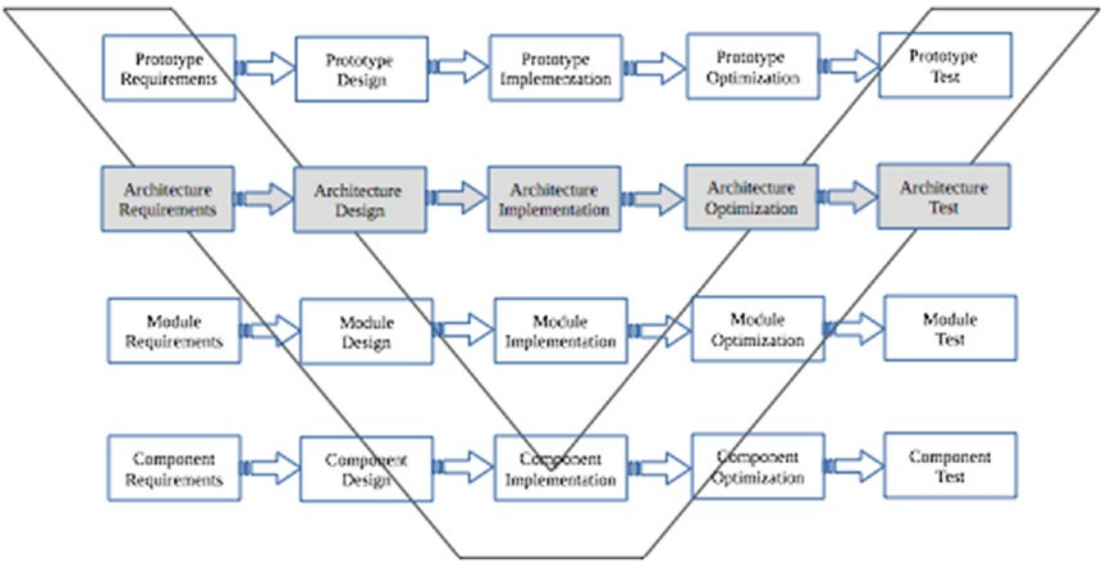 Prototype
Requirements
Prototype
Design
Prototype
Implementation
Prototype
Optimization
Prototype
Test
Architecture
Requirements
Architecture
Design
Architecture
Implementation
Architecture
Optimization
Architecture
Test
Module
Requirements
Module
Design
Module
Implementation
Module
Optimization
Module
Test
Component
Requirements
Component
Design
Component
Implementation
Component
Optimization
Component
Test